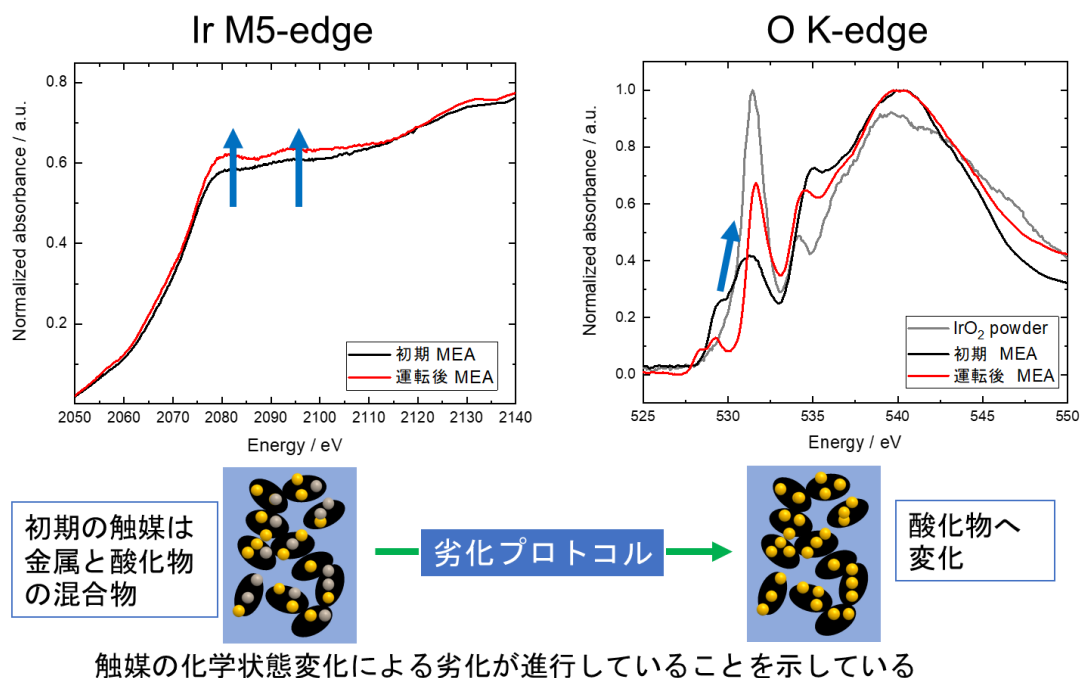 Ir M5-edge
O K-edge
Normalized absorbance / a.u.
0.8
0.6
0.4
0.2
初期 MEA
運転後 MEA
2050 2060 2070 2080 2090 2100 2110 2120 2130 2140
Energy / eV
Normalized absorbance / a.u.
1.0
0.8
0.6
0.4
0.2
0.0
IrO₂ powder
初期 MEA
運転後 MEA
525 530 535 540 545 550
Energy / eV
初期の触媒は
金属と酸化物
の混合物
劣化プロトコル
酸化物へ
変化
触媒の化学状態変化による劣化が進行していることを示している